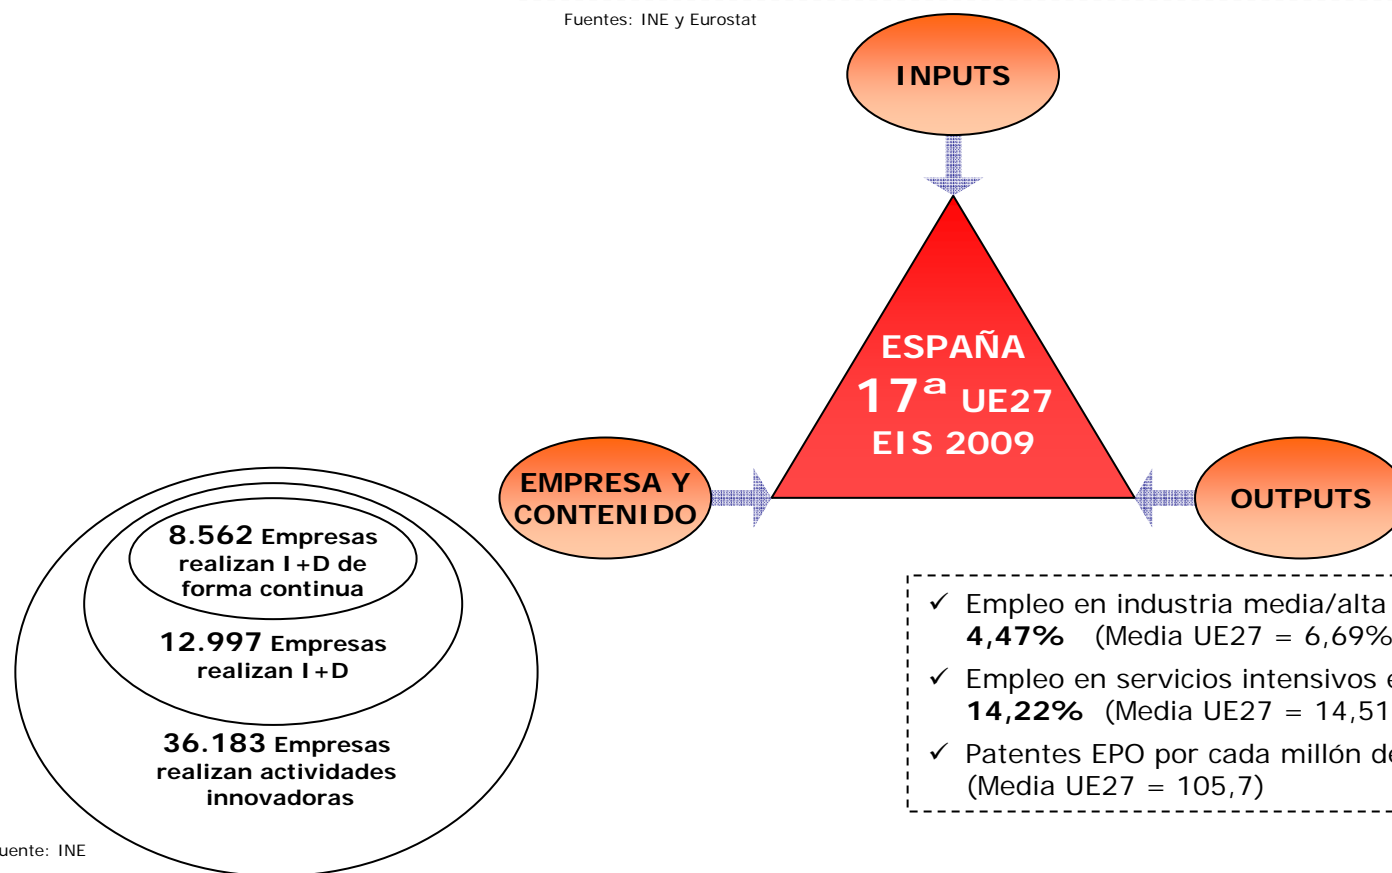 Fuentes: INE y Eurostat
INPUTS
ESPAÑA
17ª UE27
EIS 2009
EMPRESA Y
CONTENIDO
OUTPUTS
8.562 Empresas
realizan I+D de
forma continua
12.997 Empresas
realizan I+D
36.183 Empresas
realizan actividades
innovadoras
✓ Empleo en industria media/alta
4,47% (Media UE27 = 6,69%
✓ Empleo en servicios intensivos e
14,22% (Media UE27 = 14,51
✓ Patentes EPO por cada millón de
(Media UE27 = 105,7)
uente: INE